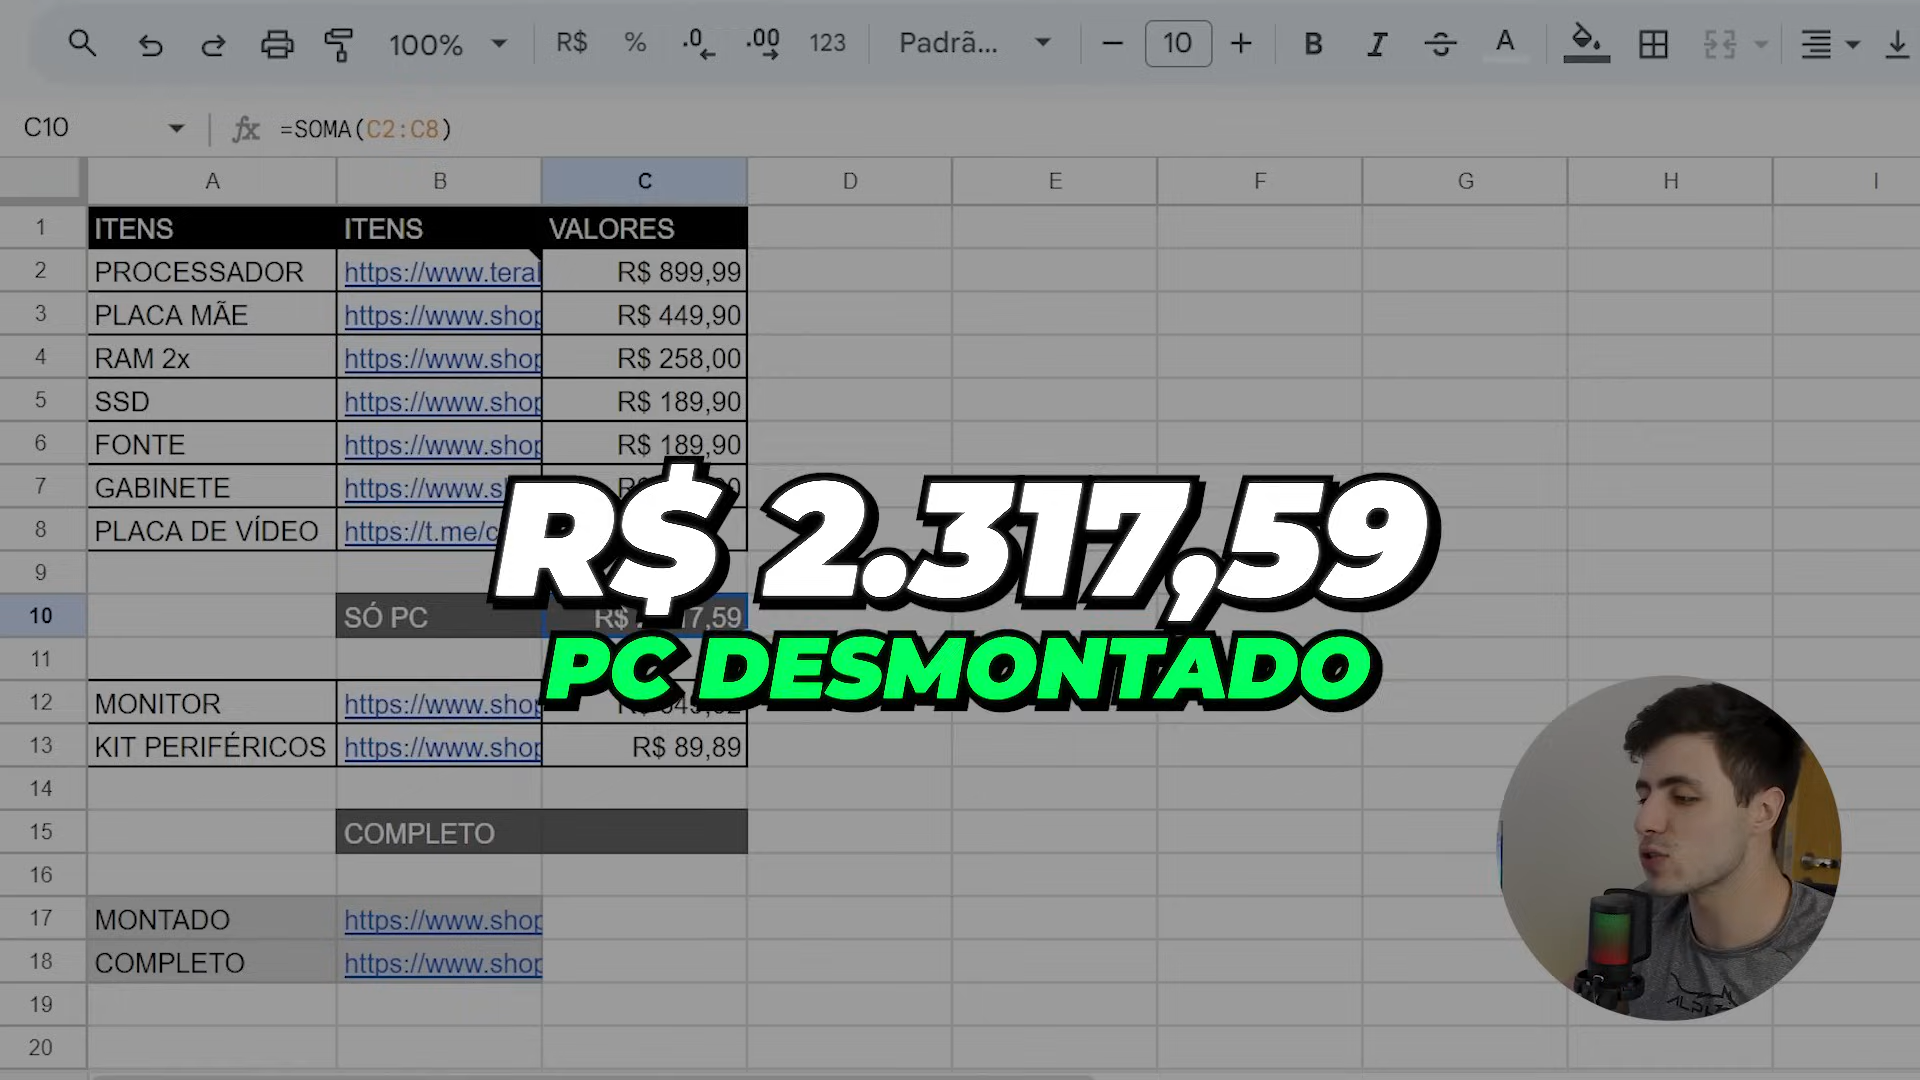 100% R$ % .0 .00 123 Padrã... 10 B I A
C10 fx =SOMA(C2:C8)
A B C D E F G H I
1 ITENS ITENS VALORES
2 PROCESSADOR https://www.teral R$ 899,99
3 PLACA MÃE https://www.shop R$ 449,90
4 RAM 2x https://www.shop R$ 258,00
5 SSD https://www.shop R$ 189,90
6 FONTE https://www.shop R$ 189,90
7 GABINETE https://www.s
8 PLACA DE VÍDEO https://t.me/c
R$ 2.317,59
9
10 SÓ PC R$ 17,59
11
PC DESMONTADO
12 MONITOR https://www.shop
13 KIT PERIFÉRICOS https://www.shop R$ 89,89
14
15 COMPLETO
16
17 MONTADO https://www.shop
18 COMPLETO https://www.shop
19
20